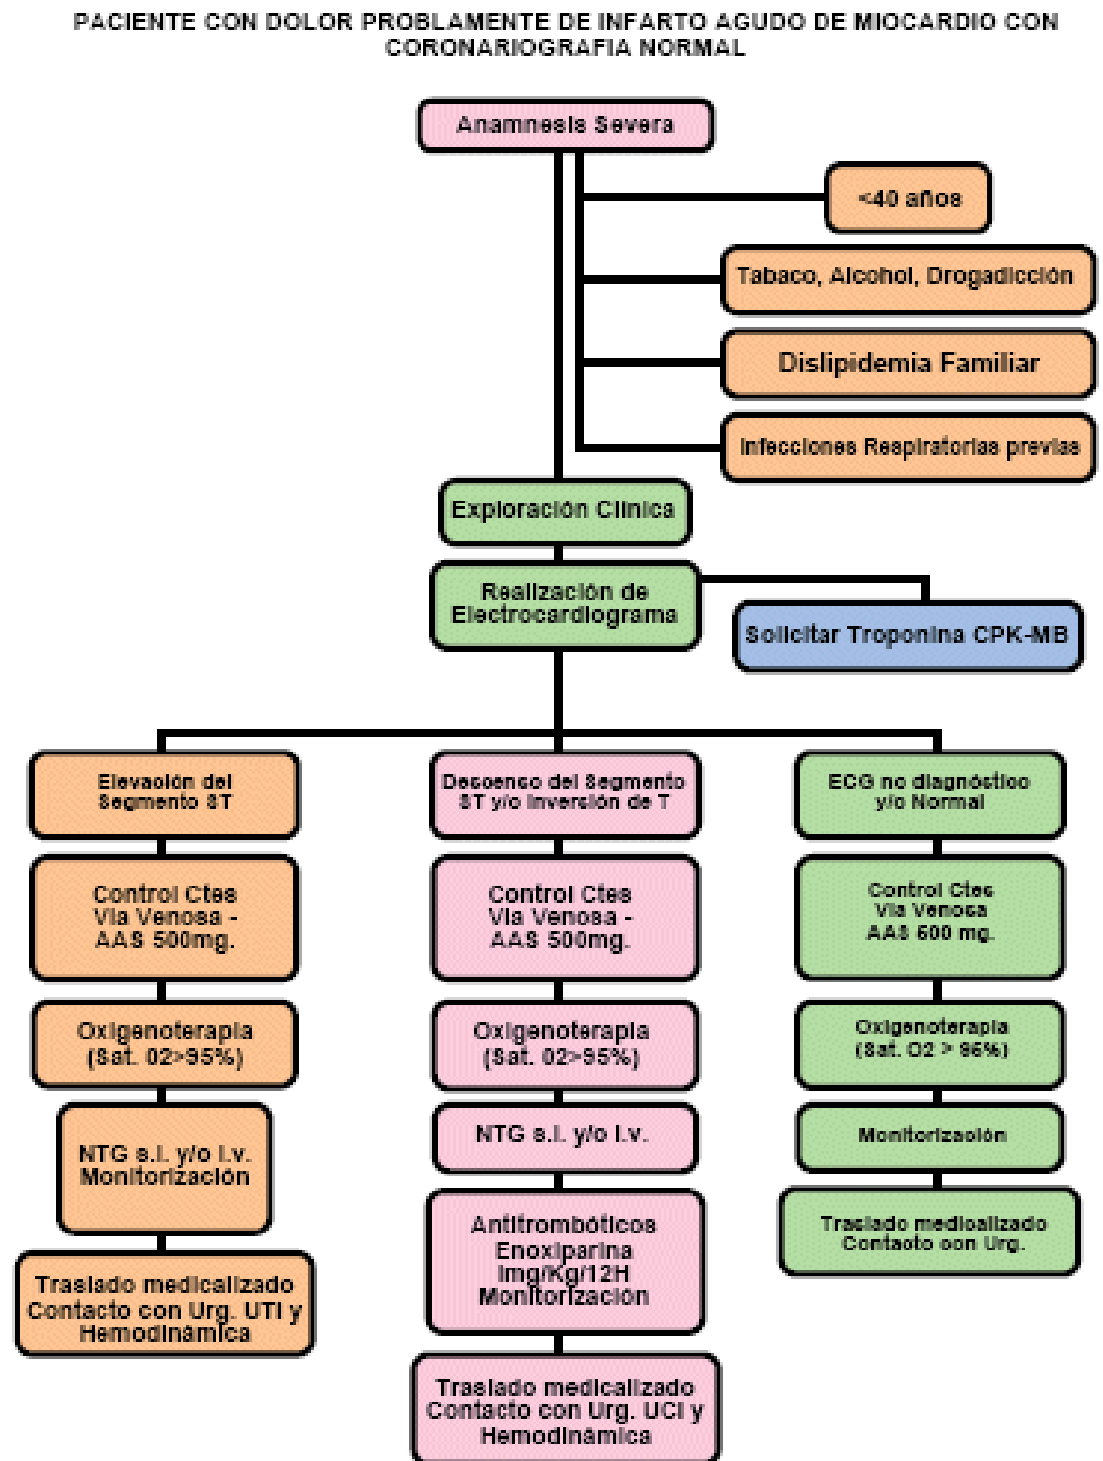 PACIENTE CON DOLOR PROBLAMENTE DE INFARTO AGUDO DE MIOCARDIO CON
CORONARIOGRAFIA NORMAL
Anamnesis Severa
<40 años
Tabaco, Alcohol, Drogadicción
Dislipidemia Familiar
Infecciones Respiratorias previas
Exploración Clínica
Realización de
Electrocardiograma
Solicitar Troponina CPK-MB
Elevación del
Segmento ST
Control Ctes
Vía Venosa -
AAS 500mg.
Oxigenoterapia
(Sat. 02>95%)
NTG s.l. y/o I.v.
Monitorización
Traslado medicalizado
Contacto con Urg. UTI y
Hemodinámica
Descenso del Segmento
ST y/o Inversión de T
Control Ctes
Vía Venosa -
AAS 500mg.
Oxigenoterapia
(Sat. 02>95%)
NTG s.l. y/o I.v.
Antitrombóticos
Enoxiparina
Img/Kg/12H
Monitorización
Traslado medicalizado
Contacto con Urg. UCI y
Hemodinámica
ECG no diagnóstico
y/o Normal
Control Ctes
Vía Venosa
AAS mg.
Oxigenoterapia
(Sat. O2 >
Monitorización
Traslado medicalizado
Contacto con Urg.